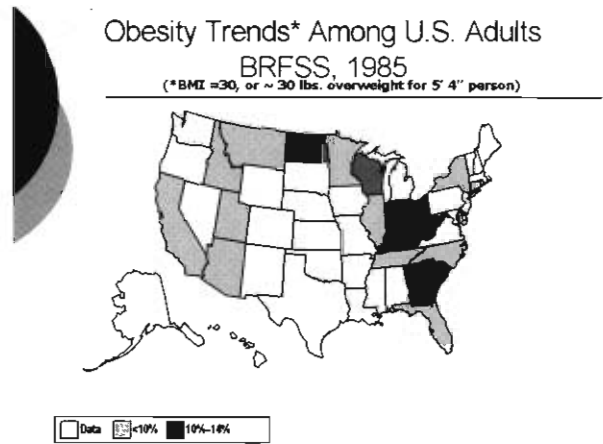 Obesity Trends* Among U.S. Adults
BRFSS, 1985
(*BMI =30, or ~ 30 lbs. overweight for 5' 4" person)
Data <10% 10%–14%